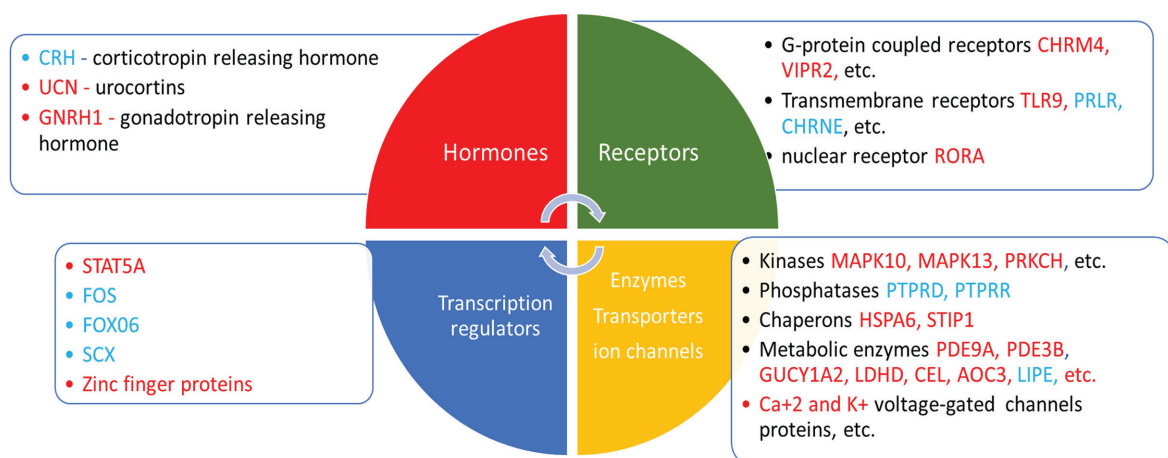 • CRH - corticotropin releasing hormone
• UCN - urocortins
• GNRH1 - gonadotropin releasing
hormone
Hormones
Receptors
• G-protein coupled receptors CHRM4,
VIPR2, etc.
• Transmembrane receptors TLR9, PRLR,
CHRNE, etc.
• nuclear receptor RORA
• STAT5A
• FOS
• FOX06
• SCX
• Zinc finger proteins
Transcription
regulators
Enzymes
Transporters
ion channels
• Kinases MAPK10, MAPK13, PRKCH, etc.
• Phosphatases PTPRD, PTPRR
• Chaperons HSPA6, STIP1
• Metabolic enzymes PDE9A, PDE3B,
GUCY1A2, LDHD, CEL, AOC3, LIPE, etc.
• Ca+2 and K+ voltage-gated channels
proteins, etc.